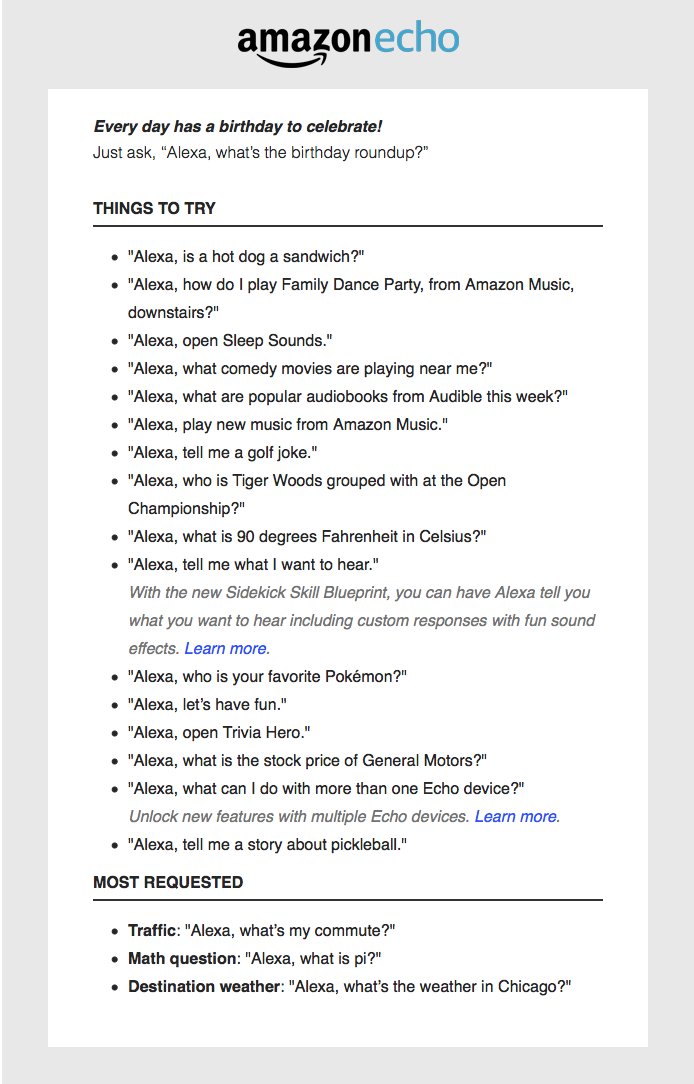 amazon echo
Every day has a birthday to celebrate!
Just ask, “Alexa, what’s the birthday roundup?”
THINGS TO TRY
• "Alexa, is a hot dog a sandwich?"
• "Alexa, how do I play Family Dance Party, from Amazon Music,
downstairs?"
• "Alexa, open Sleep Sounds."
• "Alexa, what comedy movies are playing near me?"
• "Alexa, what are popular audiobooks from Audible this week?"
• "Alexa, play new music from Amazon Music."
• "Alexa, tell me a golf joke."
• "Alexa, who is Tiger Woods grouped with at the Open
Championship?"
• "Alexa, what is 90 degrees Fahrenheit in Celsius?"
• "Alexa, tell me what I want to hear."
With the new Sidekick Skill Blueprint, you can have Alexa tell you
what you want to hear including custom responses with fun sound
effects. Learn more.
• "Alexa, who is your favorite Pokémon?"
• "Alexa, let’s have fun."
• "Alexa, open Trivia Hero."
• "Alexa, what is the stock price of General Motors?"
• "Alexa, what can I do with more than one Echo device?"
Unlock new features with multiple Echo devices. Learn more.
• "Alexa, tell me a story about pickleball."
MOST REQUESTED
• Traffic: "Alexa, what’s my commute?"
• Math question: "Alexa, what is pi?"
• Destination weather: "Alexa, what’s the weather in Chicago?"